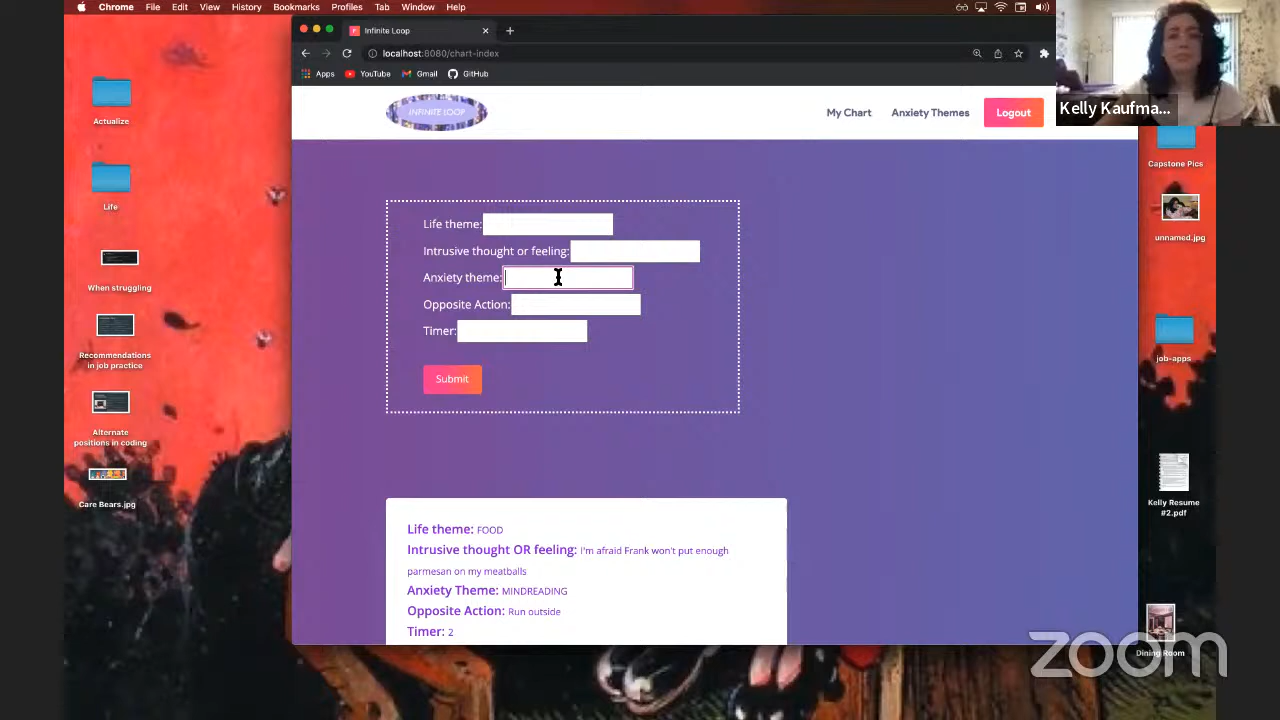 Chrome File Edit View History Bookmarks Profiles Tab Window Help
Infinite Loop
localhost:8080/chart-index
Apps YouTube Gmail GitHub
INFINITE LOOP
My Chart Anxiety Themes Logout
Kelly Kaufma...
Actualize
Life
When struggling
Recommendations
in job practice
Alternate
positions in coding
Care Bears.jpg
Life theme:
Intrusive thought or feeling:
Anxiety theme:
Opposite Action:
Timer:
Submit
Life theme: FOOD
Intrusive thought OR feeling: I'm afraid Frank won't put enough
parmesan on my meatballs
Anxiety Theme: MINDREADING
Opposite Action: Run outside
Timer: 2
Capstone Pics
unnamed.jpg
job-apps
Kelly Resume
#2.pdf
Dining Room
zoom